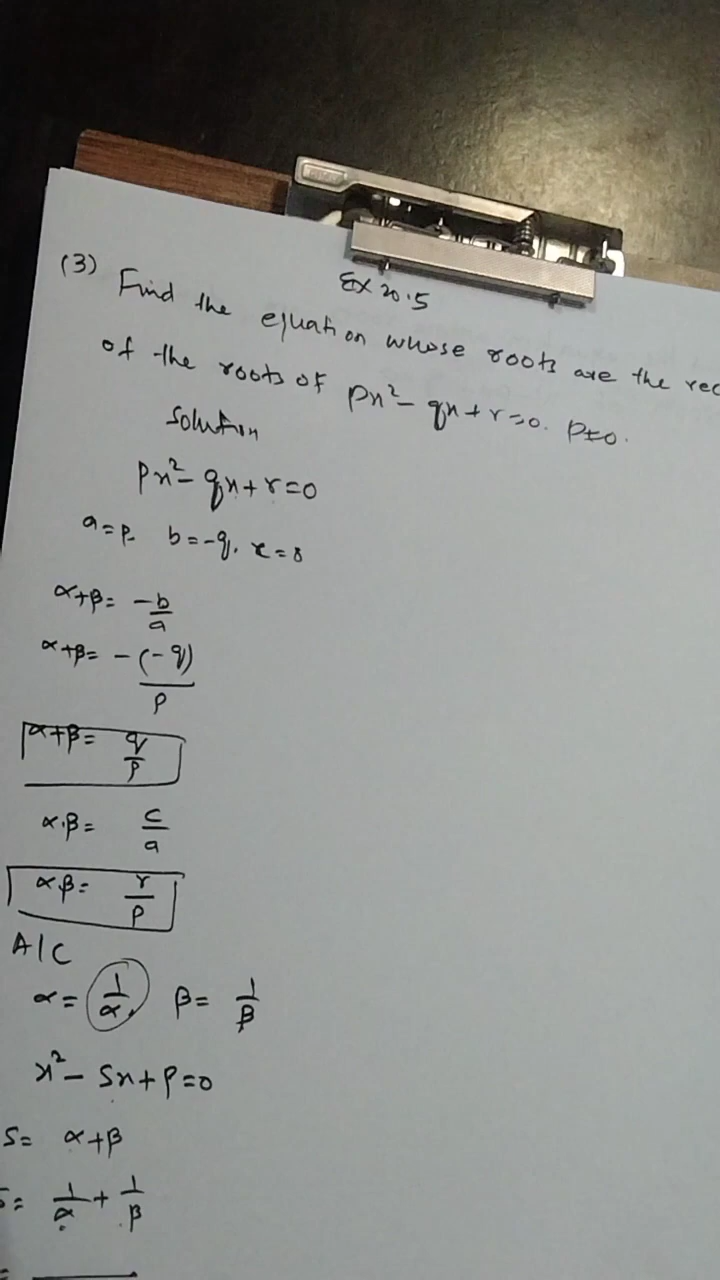 Ex 20.5
(3) Find the equation whose roots are the rec
of the roots of px²- qx+r=0. p≠0.
Solution
px²- qx+r=0
a=p. b=-q, c=r
α+β= -b/a
α+β= -(-q)/p
α+β= q/p
α.β= c/a
α.β= r/p
A/C
α= 1/α, β= 1/β
x²- Sx+P=0
S= α+β
S= 1/α + 1/β
=